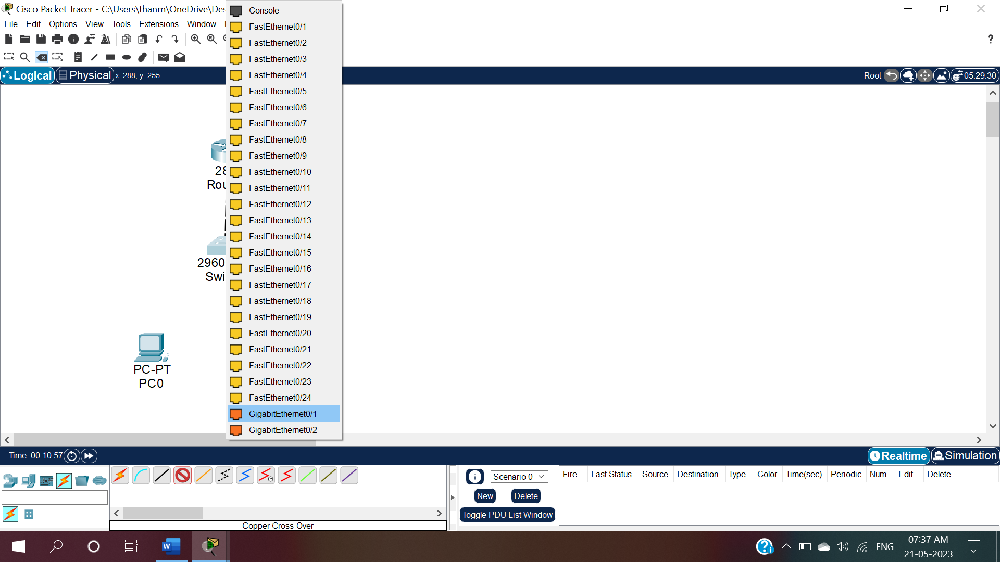 Cisco Packet Tracer - C:\Users\thanm\OneDrive\Des
File Edit Options View Tools Extensions Window
?
Logical Physical x: 288, y: 255
Root 05:29:30
Console
FastEthernet0/1
FastEthernet0/2
FastEthernet0/3
FastEthernet0/4
FastEthernet0/5
FastEthernet0/6
FastEthernet0/7
FastEthernet0/8
FastEthernet0/9
FastEthernet0/10
FastEthernet0/11
FastEthernet0/12
FastEthernet0/13
FastEthernet0/14
FastEthernet0/15
FastEthernet0/16
FastEthernet0/17
FastEthernet0/18
FastEthernet0/19
FastEthernet0/20
FastEthernet0/21
FastEthernet0/22
FastEthernet0/23
FastEthernet0/24
GigabitEthernet0/1
GigabitEthernet0/2
28
Rou
2960
Swi
PC-PT
PC0
Time: 00:10:57
Realtime Simulation
Scenario 0
New Delete
Toggle PDU List Window
Fire Last Status Source Destination Type Color Time(sec) Periodic Num Edit Delete
Copper Cross-Over
ENG
07:37 AM
21-05-2023